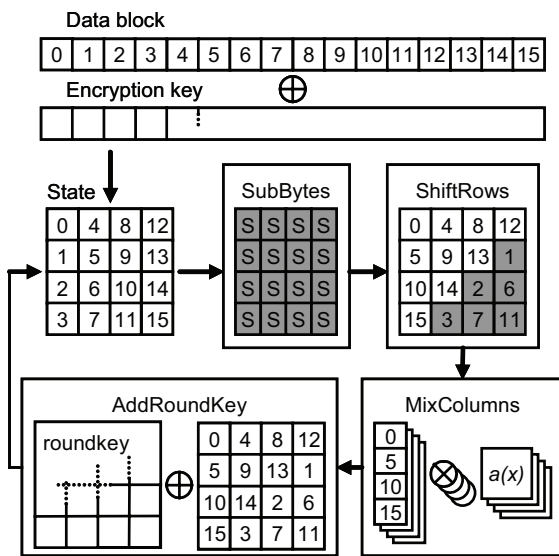 Data block
0 1 2 3 4 5 6 7 8 9 10 11 12 13 14 15
Encryption key
State
0 4 8 12
1 5 9 13
2 6 10 14
3 7 11 15
SubBytes
S S S S
S S S S
S S S S
S S S S
ShiftRows
0 4 8 12
5 9 13 1
10 14 2 6
15 3 7 11
AddRoundKey
roundkey
0 4 8 12
5 9 13 1
10 14 2 6
15 3 7 11
MixColumns
0
5
10
15
a(x)